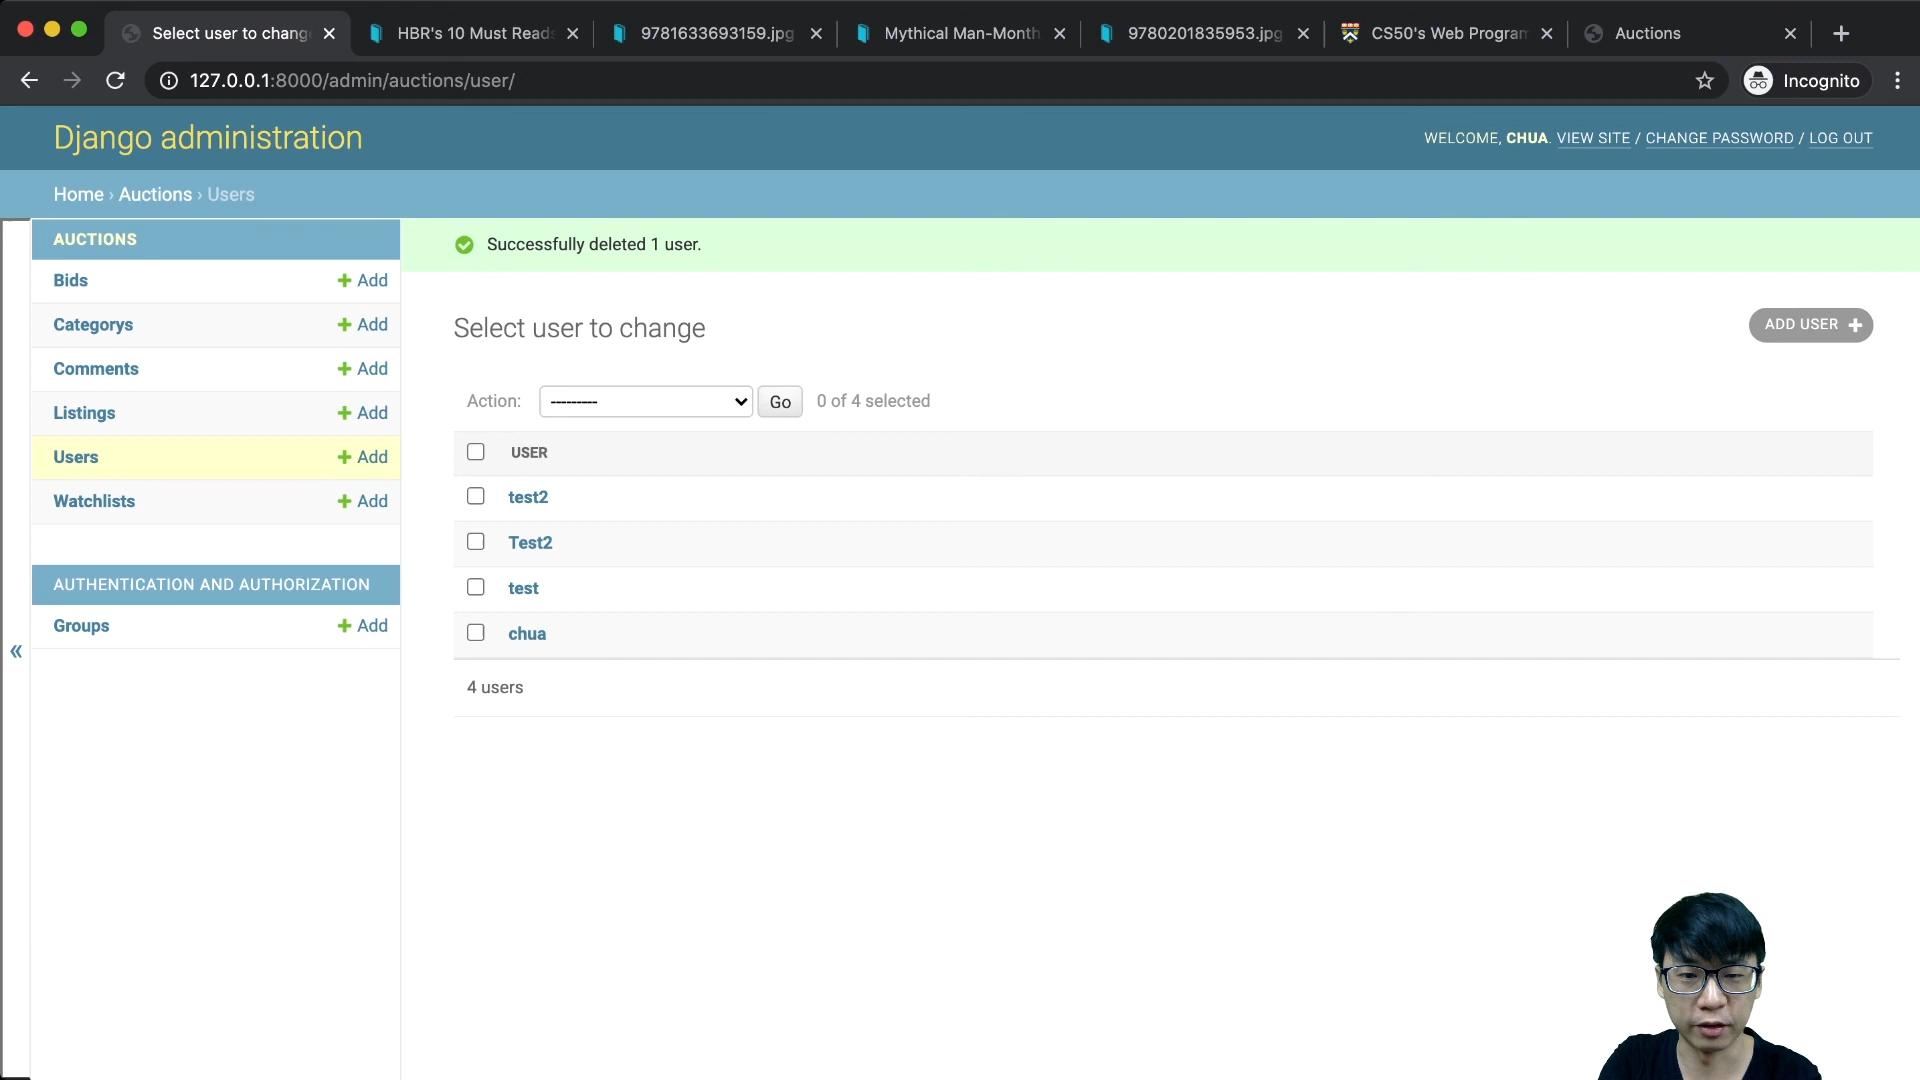 Select user to chang
HBR's 10 Must Reads
9781633693159.jpg
Mythical Man-Month
9780201835953.jpg
CS50's Web Program
Auctions
127.0.0.1:8000/admin/auctions/user/
Incognito
Django administration
WELCOME, CHUA. VIEW SITE / CHANGE PASSWORD / LOG OUT
Home › Auctions › Users
AUCTIONS
Bids + Add
Categorys + Add
Comments + Add
Listings + Add
Users + Add
Watchlists + Add
AUTHENTICATION AND AUTHORIZATION
Groups + Add
«
Successfully deleted 1 user.
Select user to change
ADD USER +
Action: --------- Go 0 of 4 selected
USER
test2
Test2
test
chua
4 users